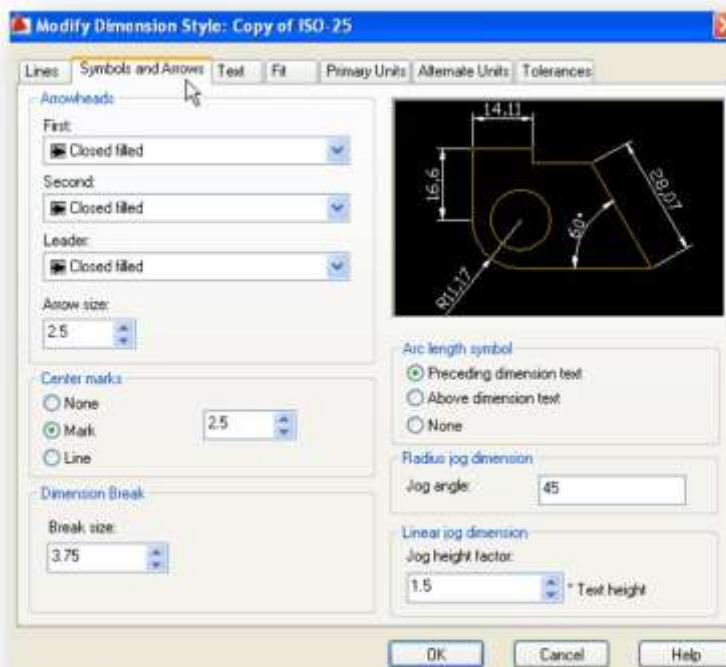 Modify Dimension Style: Copy of ISO-25
Lines Symbols and Arrows Text Fit Primary Units Alternate Units Tolerances
Arrowheads
First:
Closed filled
Second:
Closed filled
Leader:
Closed filled
Arrow size:
2.5
Center marks
None
Mark
Line
2.5
Dimension Break
Break size:
3.75
14,11
16,6
28,07
60°
R11,17
Arc length symbol
Preceding dimension text
Above dimension text
None
Radius jog dimension
Jog angle: 45
Linear jog dimension
Jog height factor:
1.5 * Text height
OK Cancel Help